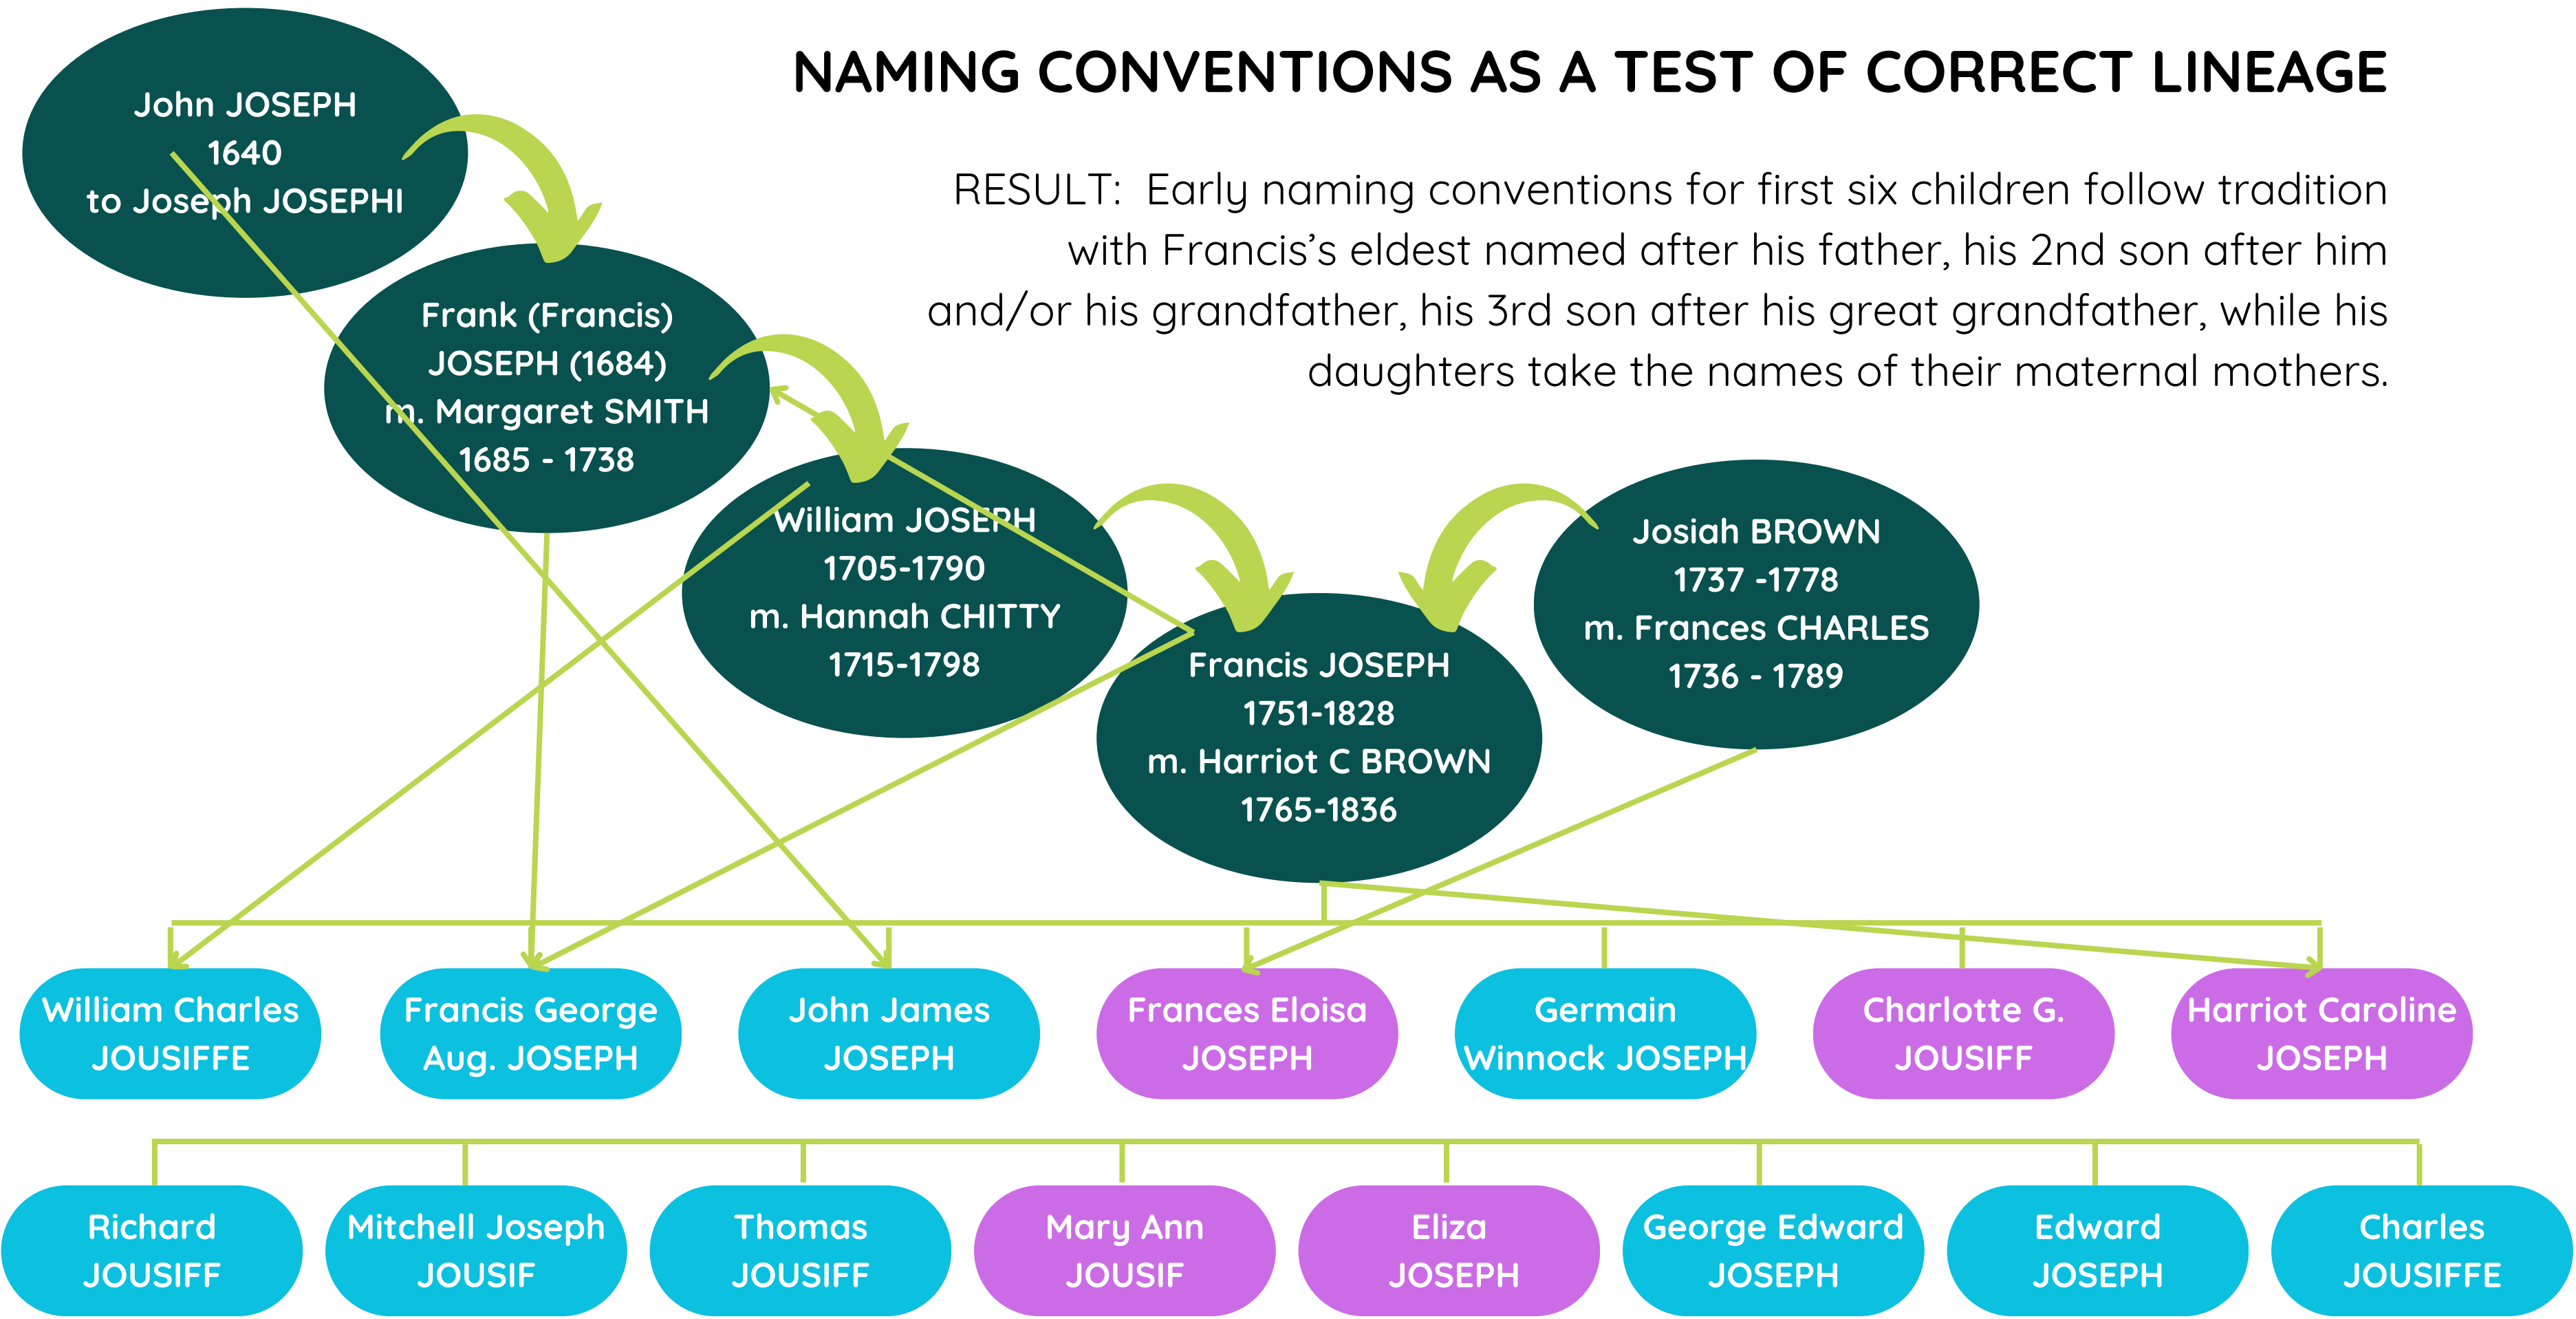 NAMING CONVENTIONS AS A TEST OF CORRECT LINEAGE
RESULT:  Early naming conventions for first six children follow tradition
with Francis’s eldest named after his father, his 2nd son after him
and/or his grandfather, his 3rd son after his great grandfather, while his
daughters take the names of their maternal mothers.
John JOSEPH
1640
to Joseph JOSEPHI
Frank (Francis)
JOSEPH (1684)
m. Margaret SMITH
1685 - 1738
William JOSEPH
1705-1790
m. Hannah CHITTY
1715-1798
Francis JOSEPH
1751-1828
m. Harriot C BROWN
1765-1836
Josiah BROWN
1737 -1778
m. Frances CHARLES
1736 - 1789
William Charles
JOUSIFFE
Francis George
Aug. JOSEPH
John James
JOSEPH
Frances Eloisa
JOSEPH
Germain
Winnock JOSEPH
Charlotte G.
JOUSIFF
Harriot Caroline
JOSEPH
Richard
JOUSIFF
Mitchell Joseph
JOUSIF
Thomas
JOUSIFF
Mary Ann
JOUSIF
Eliza
JOSEPH
George Edward
JOSEPH
Edward
JOSEPH
Charles
JOUSIFFE